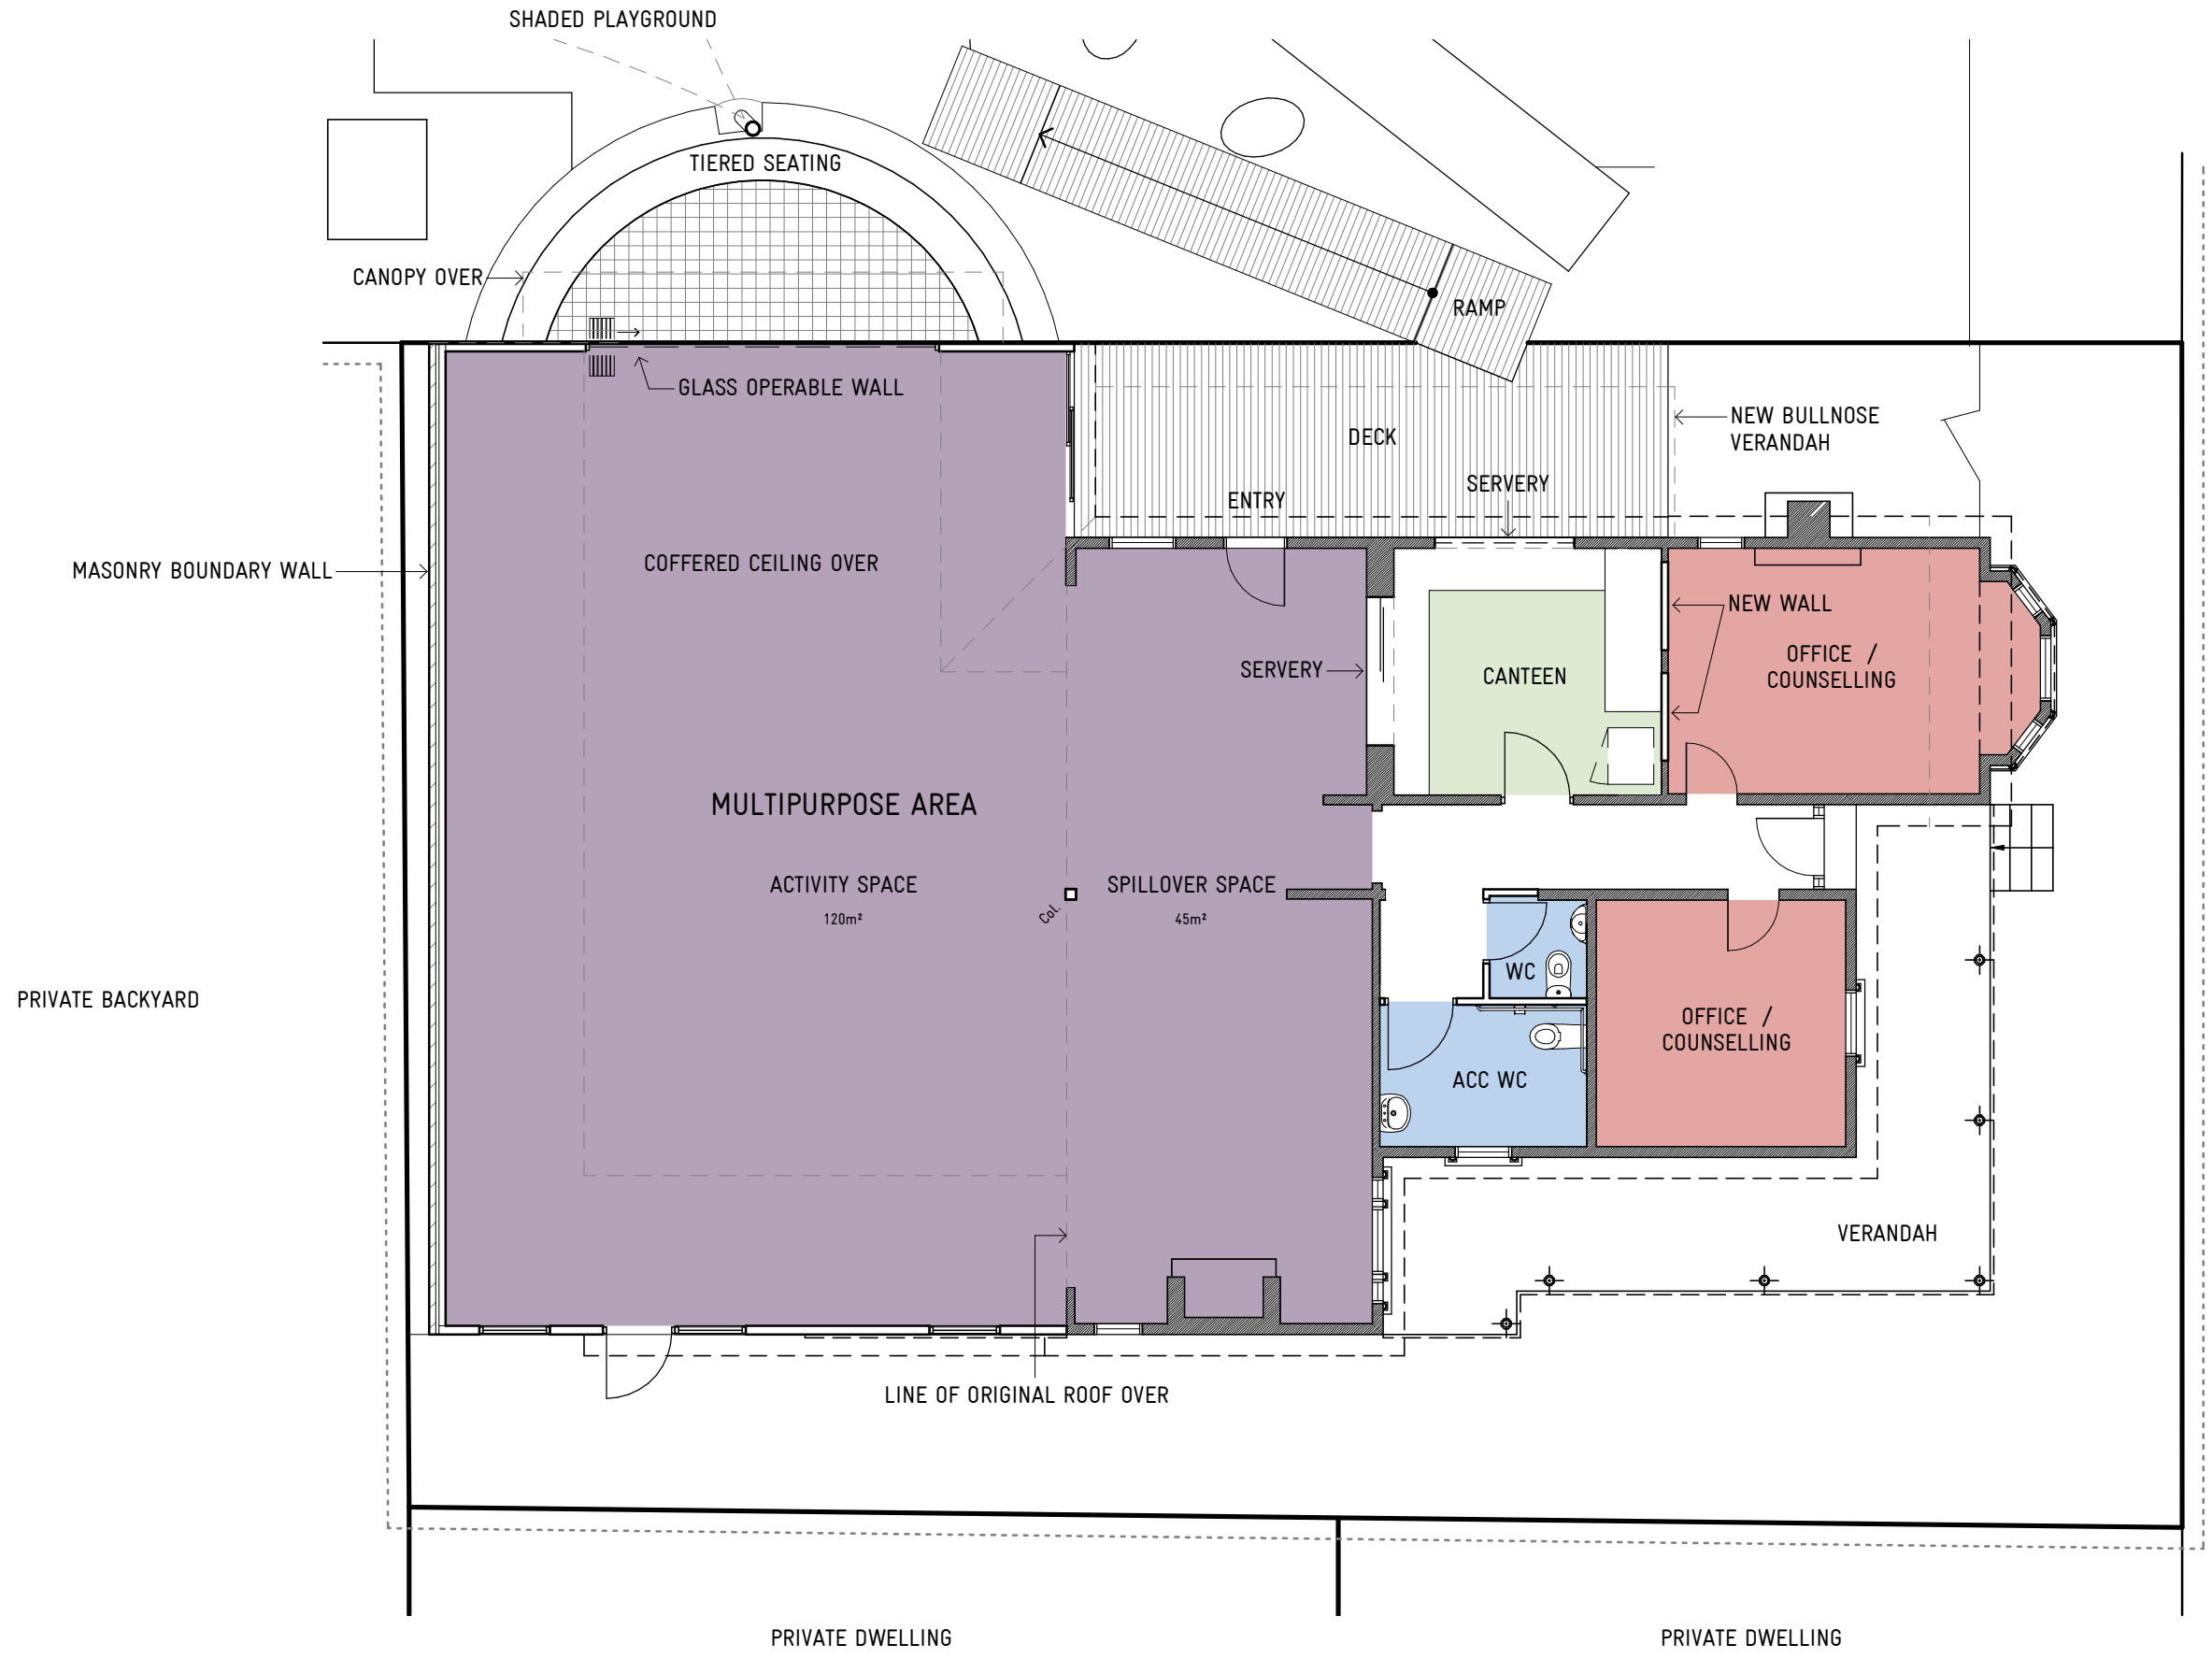 SHADED PLAYGROUND
TIERED SEATING
CANOPY OVER
RAMP
GLASS OPERABLE WALL
NEW BULLNOSE
VERANDAH
DECK
SERVERY
ENTRY
COFFERED CEILING OVER
MASONRY BOUNDARY WALL
NEW WALL
OFFICE /
COUNSELLING
SERVERY
CANTEEN
MULTIPURPOSE AREA
ACTIVITY SPACE
120m²
Col.
SPILLOVER SPACE
45m²
WC
PRIVATE BACKYARD
OFFICE /
COUNSELLING
ACC WC
VERANDAH
LINE OF ORIGINAL ROOF OVER
PRIVATE DWELLING
PRIVATE DWELLING